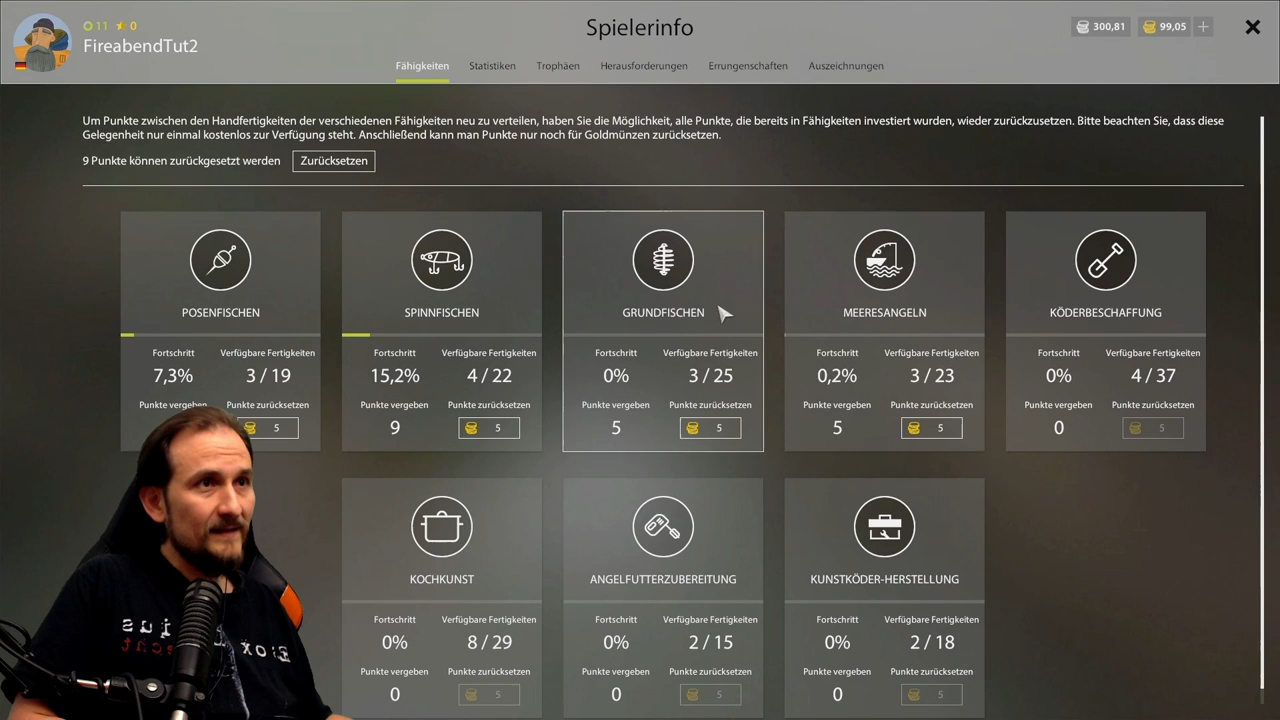 11 0
FireabendTut2
Spielerinfo
300,81 99,05
Fähigkeiten Statistiken Trophäen Herausforderungen Errungenschaften Auszeichnungen
Um Punkte zwischen den Handfertigkeiten der verschiedenen Fähigkeiten neu zu verteilen, haben Sie die Möglichkeit, alle Punkte, die bereits in Fähigkeiten investiert wurden, wieder zurückzusetzen. Bitte beachten Sie, dass diese
Gelegenheit nur einmal kostenlos zur Verfügung steht. Anschließend kann man Punkte nur noch für Goldmünzen zurücksetzen.
9 Punkte können zurückgesetzt werden Zurücksetzen
POSENFISCHEN SPINNFISCHEN GRUNDFISCHEN MEERESANGELN KÖDERBESCHAFFUNG
Fortschritt Verfügbare Fertigkeiten Fortschritt Verfügbare Fertigkeiten Fortschritt Verfügbare Fertigkeiten Fortschritt Verfügbare Fertigkeiten Fortschritt Verfügbare Fertigkeiten
7,3% 3 / 19 15,2% 4 / 22 0% 3 / 25 0,2% 3 / 23 0% 4 / 37
Punkte vergeben Punkte zurücksetzen Punkte vergeben Punkte zurücksetzen Punkte vergeben Punkte zurücksetzen Punkte vergeben Punkte zurücksetzen Punkte vergeben Punkte zurücksetzen
5 9 5 5 5 5 5 0 5
KOCHKUNST ANGELFUTTERZUBEREITUNG KUNSTKÖDER-HERSTELLUNG
Fortschritt Verfügbare Fertigkeiten Fortschritt Verfügbare Fertigkeiten Fortschritt Verfügbare Fertigkeiten
0% 8 / 29 0% 2 / 15 0% 2 / 18
Punkte vergeben Punkte zurücksetzen Punkte vergeben Punkte zurücksetzen Punkte vergeben Punkte zurücksetzen
0 5 0 5 0 5